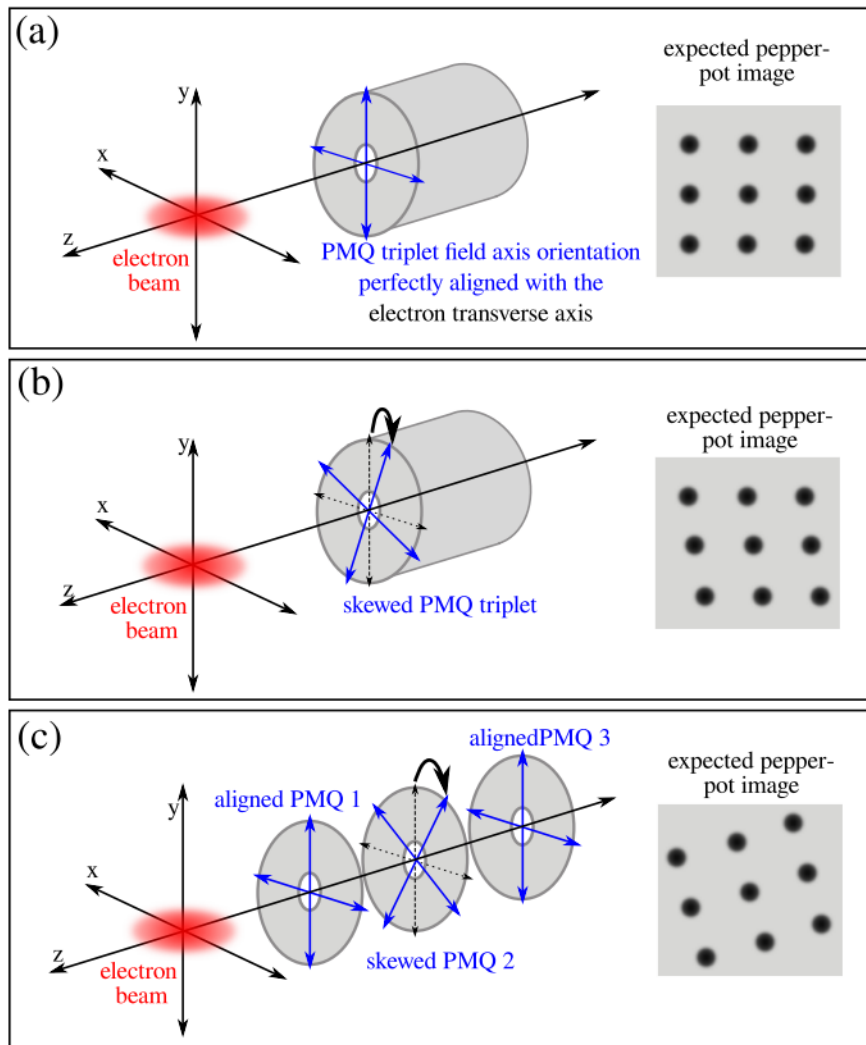 (a)
expected pepper-
pot image
y
x
z
electron
beam
PMQ triplet field axis orientation
perfectly aligned with the
electron transverse axis
(b)
expected pepper-
pot image
y
x
z
electron
beam
skewed PMQ triplet
(c)
alignedPMQ 3
expected pepper-
pot image
aligned PMQ 1
y
x
z
skewed PMQ 2
electron
beam